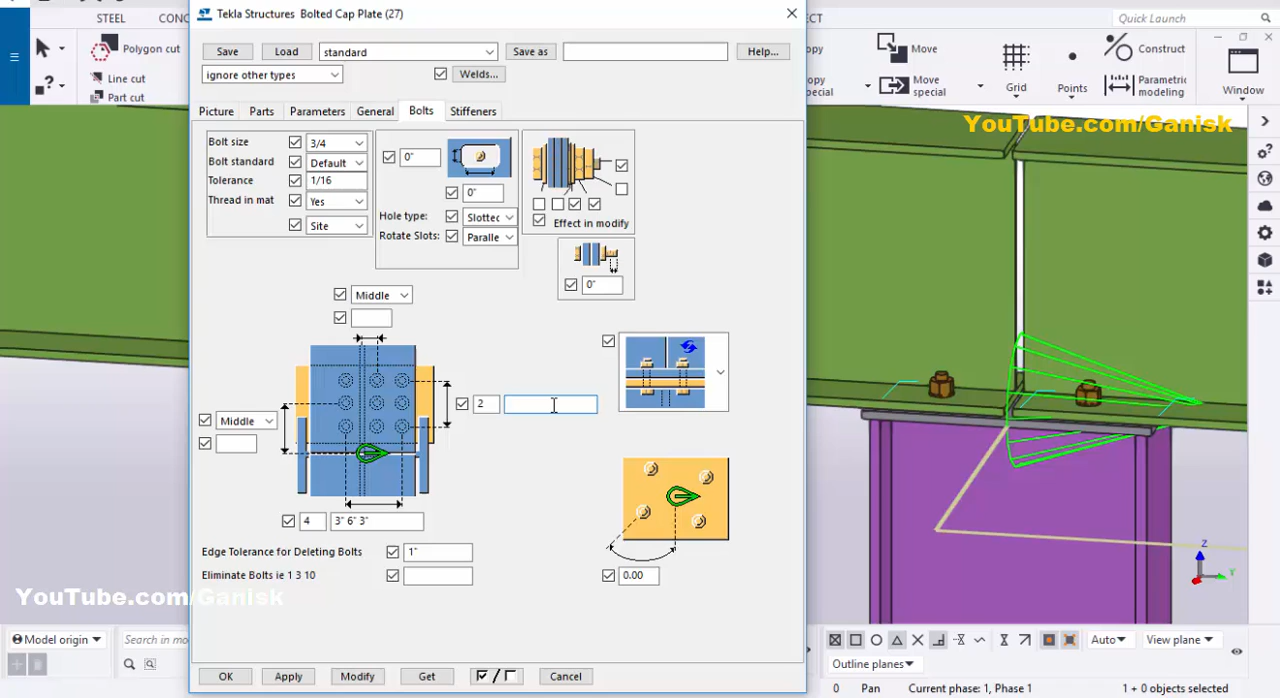 STEEL
CONC
Tekla Structures Bolted Cap Plate (27)
CT
Quick Launch
Save
Load
standard
Save as
Help...
ignore other types
Welds...
Picture
Parts
Parameters
General
Bolts
Stiffeners
Polygon cut
Line cut
Part cut
opy
Move
Construct
opy
ecial
Move
special
Grid
Points
Parametric
modeling
Window
YouTube.com/Ganisk
Bolt size
3/4
Bolt standard
Default
Tolerance
1/16
Thread in mat
Yes
Site
0"
0"
Hole type:
Slotted
Rotate Slots:
Paralle
Effect in modify
0"
Middle
Middle
2
4
3" 6" 3"
Edge Tolerance for Deleting Bolts
1"
Eliminate Bolts ie 1 3 10
0.00
YouTube.com/Ganisk
Model origin
Search in mo
OK
Apply
Modify
Get
/
Cancel
Z
Y
Auto
View plane
Outline planes
0
Pan
Current phase: 1, Phase 1
1 + 0 objects selected